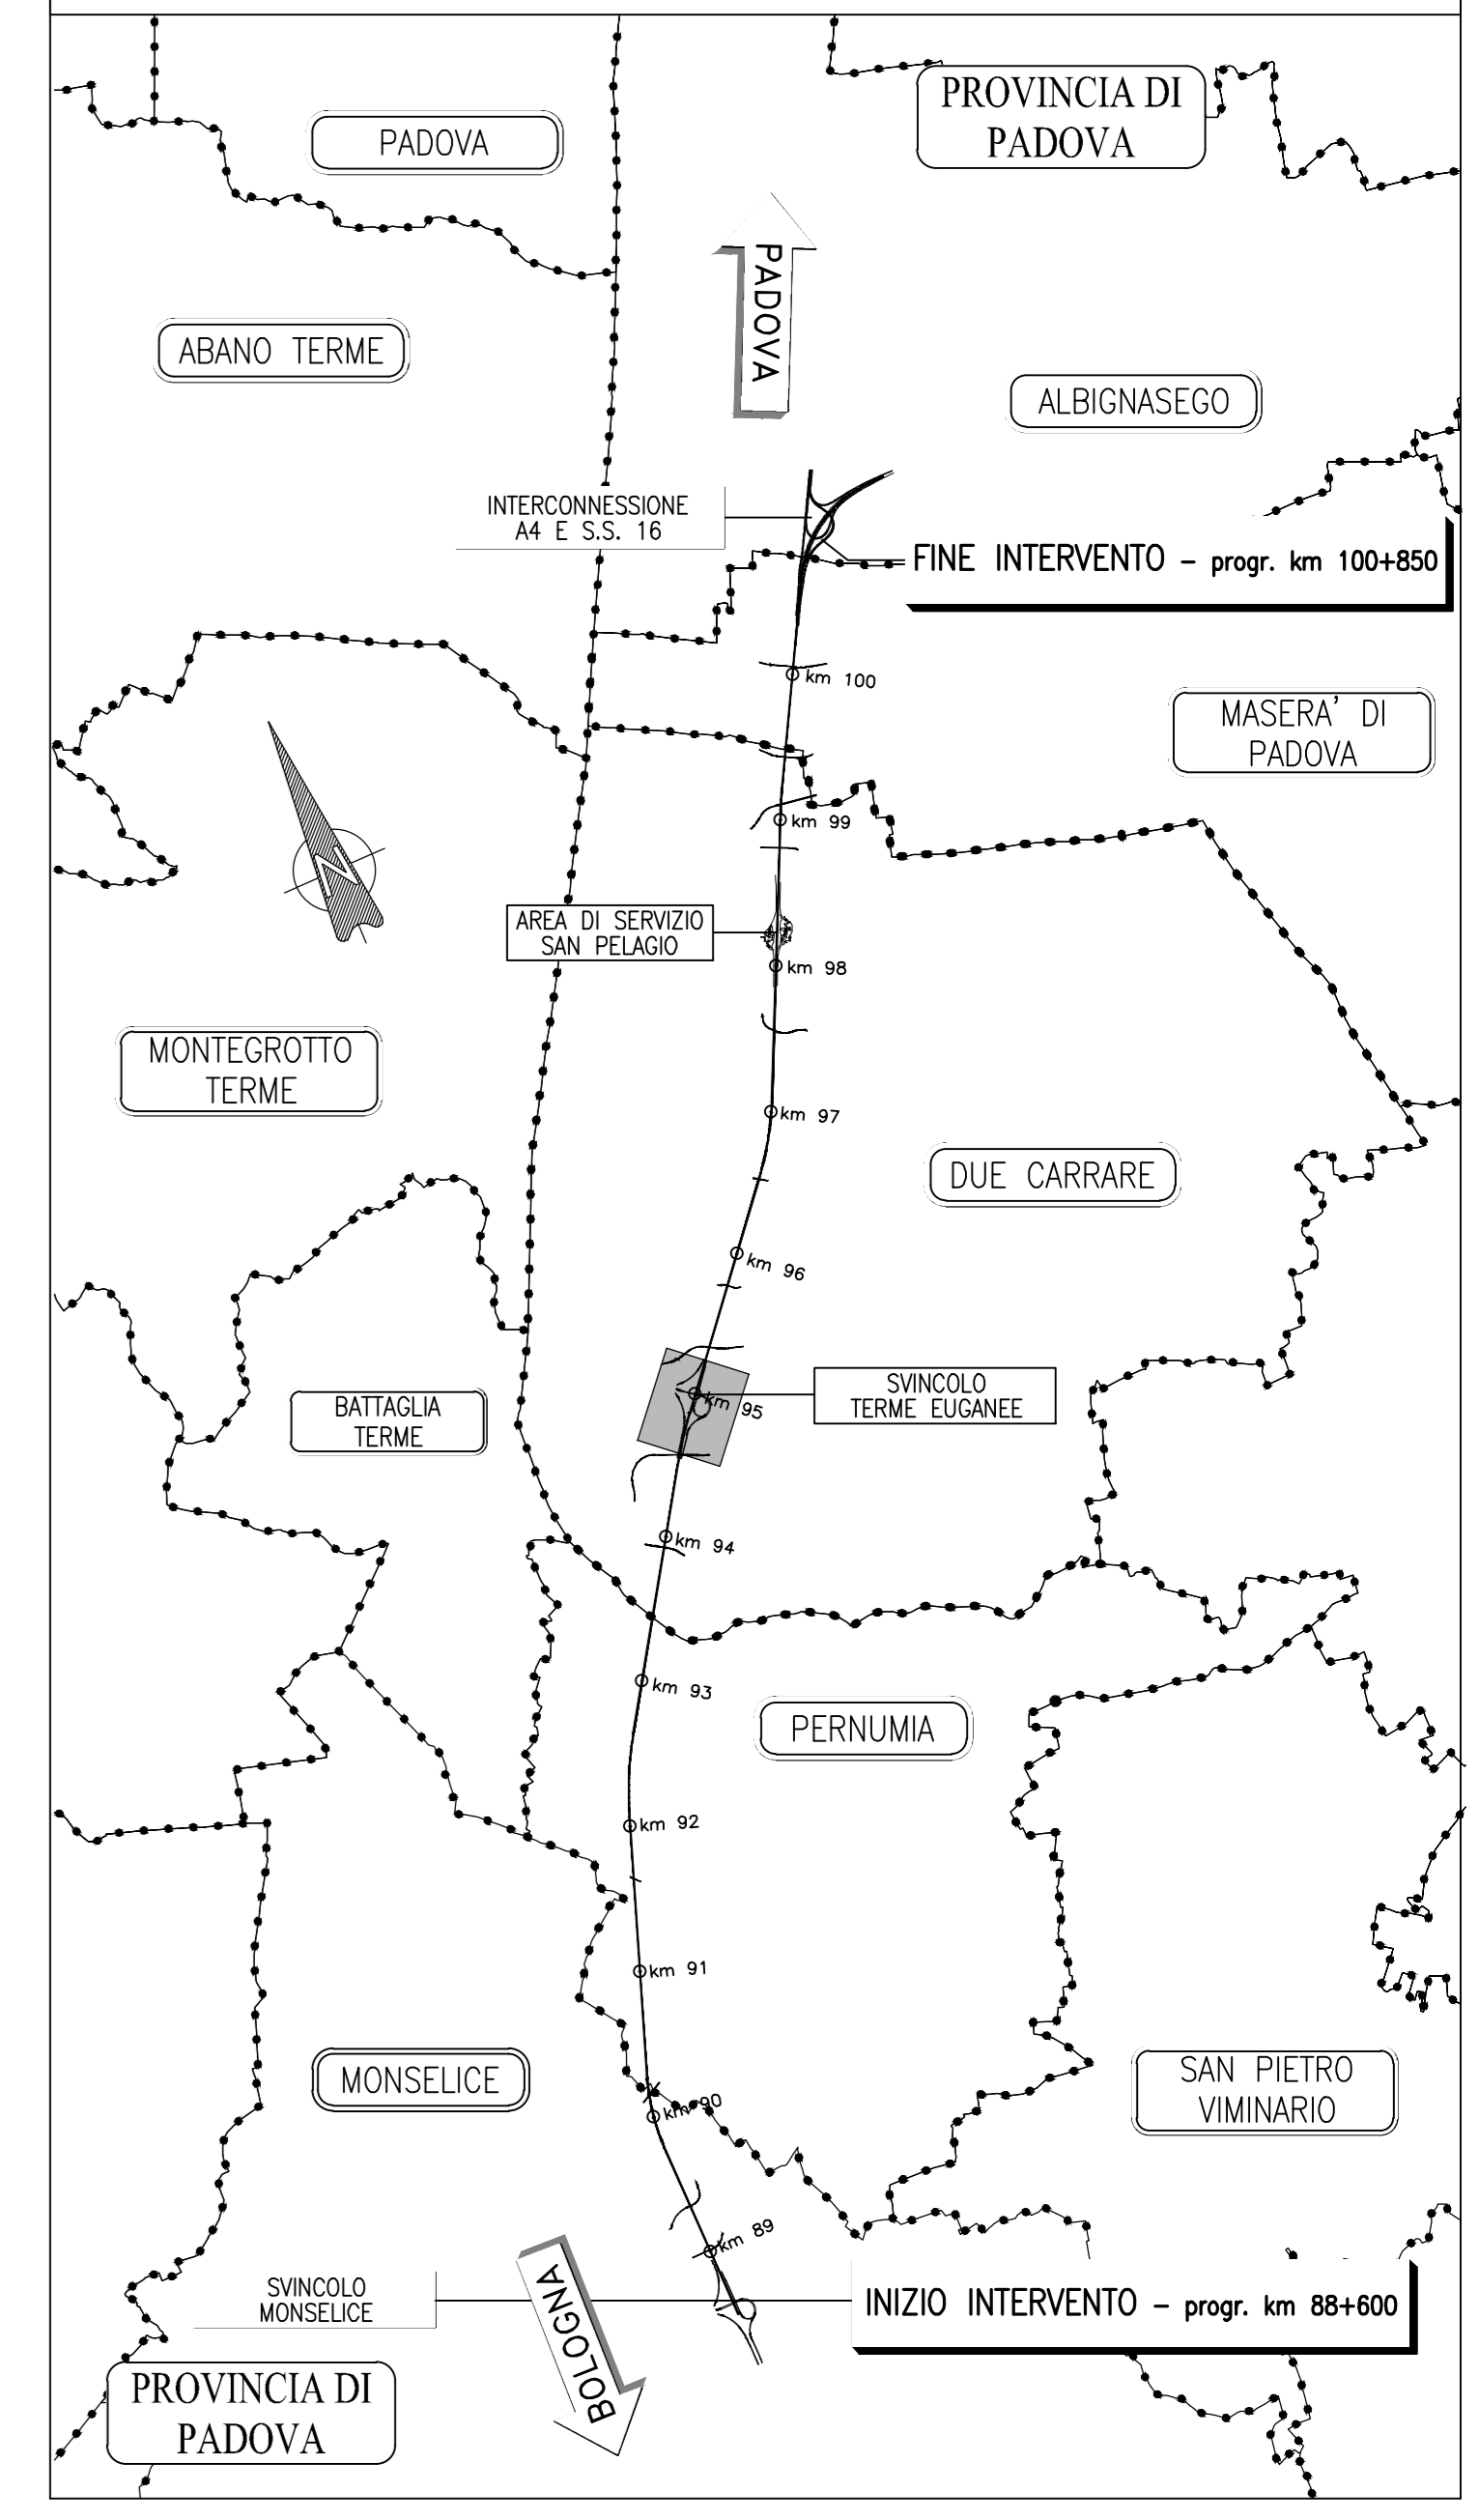 PROVINCIA DI
PADOVA
PADOVA
PADOVA
ABANO TERME
ALBIGNASEGO
INTERCONNESSIONE
A4 E S.S. 16
FINE INTERVENTO – progr. km 100+850
km 100
MASERA' DI
PADOVA
km 99
N
AREA DI SERVIZIO
SAN PELAGIO
km 98
MONTEGROTTO
TERME
km 97
DUE CARRARE
km 96
SVINCOLO
TERME EUGANEE
km 95
BATTAGLIA
TERME
km 94
km 93
PERNUMIA
km 92
km 91
MONSELICE
SAN PIETRO
VIMINARIO
km 90
km 89
BOLOGNA
SVINCOLO
MONSELICE
INIZIO INTERVENTO – progr. km 88+600
PROVINCIA DI
PADOVA